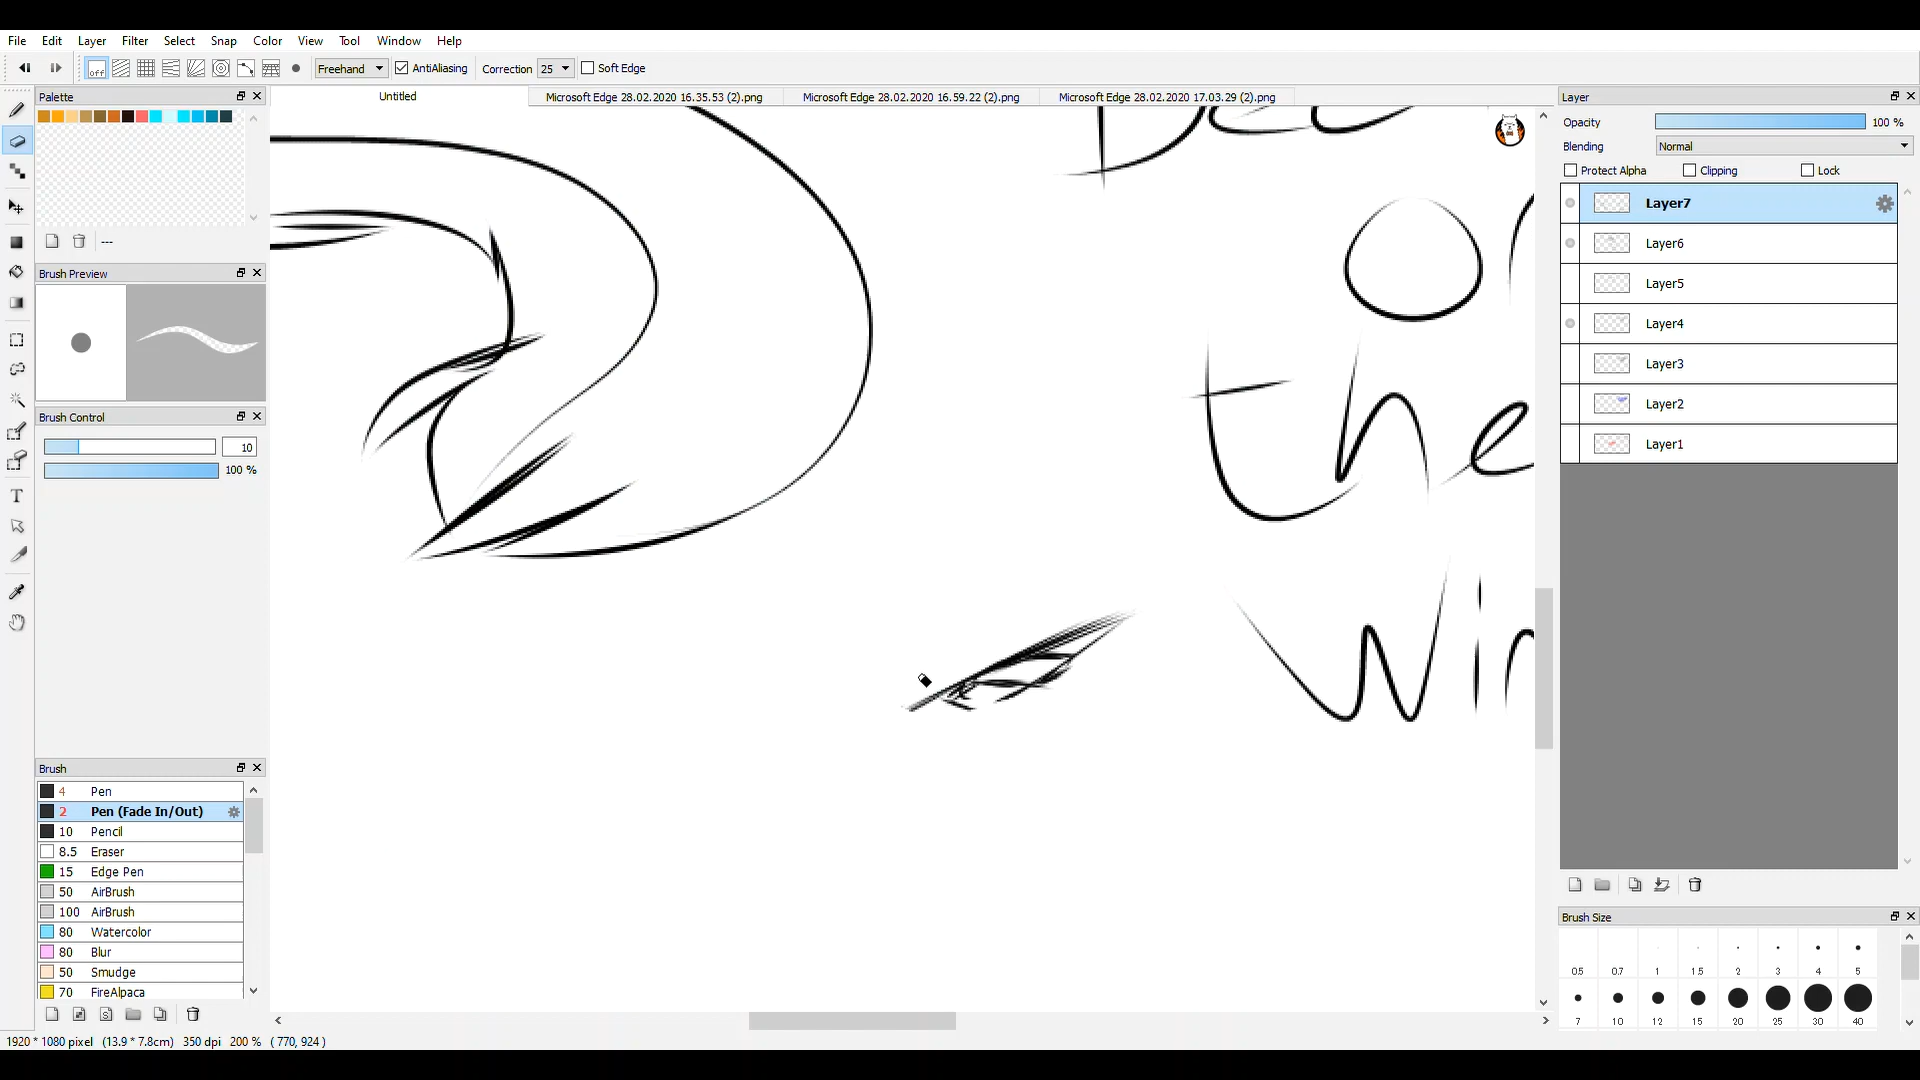 File Edit Layer Filter Select Snap Color View Tool Window Help
off Freehand AntiAliasing Correction 25 Soft Edge
Palette
Untitled
Microsoft Edge 28.02.2020 16.35.53 (2).png
Microsoft Edge 28.02.2020 16.59.22 (2).png
Microsoft Edge 28.02.2020 17.03.29 (2).png
---
Brush Preview
Brush Control
10
100 %
Brush
4 Pen
2 Pen (Fade In/Out)
10 Pencil
8.5 Eraser
15 Edge Pen
50 AirBrush
100 AirBrush
80 Watercolor
80 Blur
50 Smudge
70 FireAlpaca
the
Layer
Opacity 100 %
Blending Normal
Protect Alpha Clipping Lock
Layer7
Layer6
Layer5
Layer4
Layer3
Layer2
Layer1
Brush Size
0.5 0.7 1 1.5 2 3 4 5
7 10 12 15 20 25 30 40
1920 * 1080 pixel (13.9 * 7.8cm) 350 dpi 200 % ( 770, 924 )